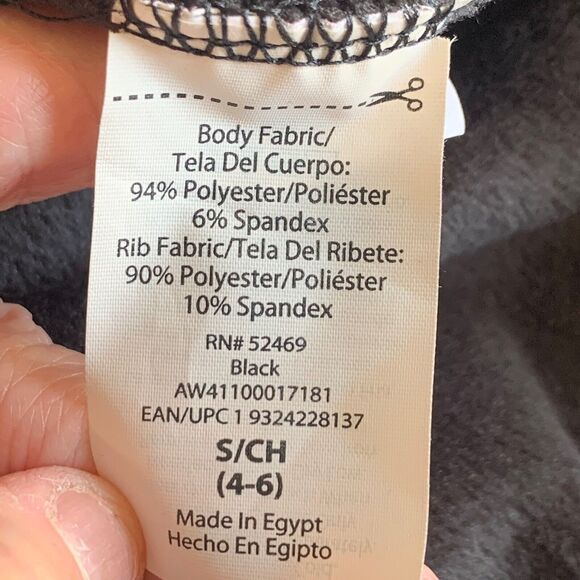 Body Fabric/
Tela Del Cuerpo:
94% Polyester/Poliéster
6% Spandex
Rib Fabric/Tela Del Ribete:
90% Polyester/Poliéster
10% Spandex
RN# 52469
Black
AW41100017181
EAN/UPC 1 9324228137
S/CH
(4-6)
Made In Egypt
Hecho En Egipto